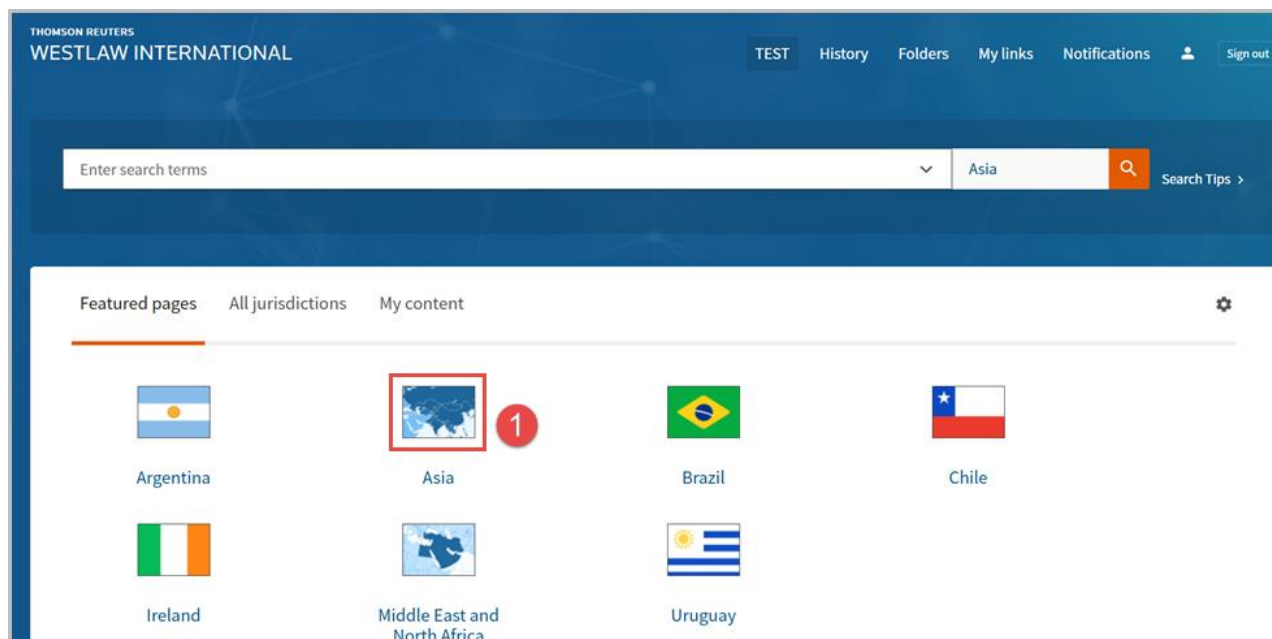 THOMSON REUTERS
WESTLAW INTERNATIONAL
TEST History Folders My links Notifications Sign out
Enter search terms Asia Search Tips >
Featured pages All jurisdictions My content
1
Argentina Asia Brazil Chile
Ireland Middle East and Uruguay
North Africa